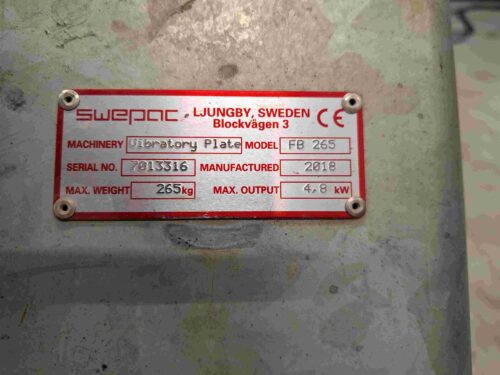 swepac. LJUNGBY, SWEDEN CE
Blockvägen 3
MACHINERY Vibratory Plate MODEL FB 265
SERIAL NO. 7013316 MANUFACTURED 2018
MAX. WEIGHT 265kg MAX. OUTPUT 4,8 kW